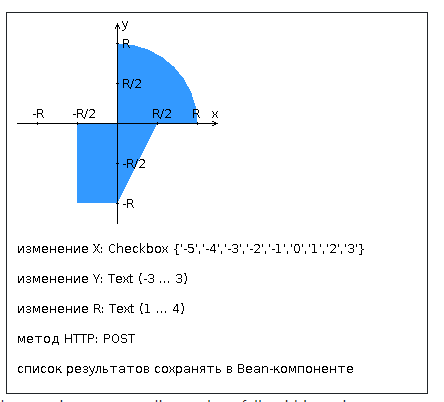 y
R
R/2
-R
-R/2
R/2
R
x
-R/2
-R
изменение X: Checkbox {'-5','-4','-3','-2','-1','0','1','2','3'}
изменение Y: Text (-3 ... 3)
изменение R: Text (1 ... 4)
метод HTTP: POST
список результатов сохранять в Bean-компоненте